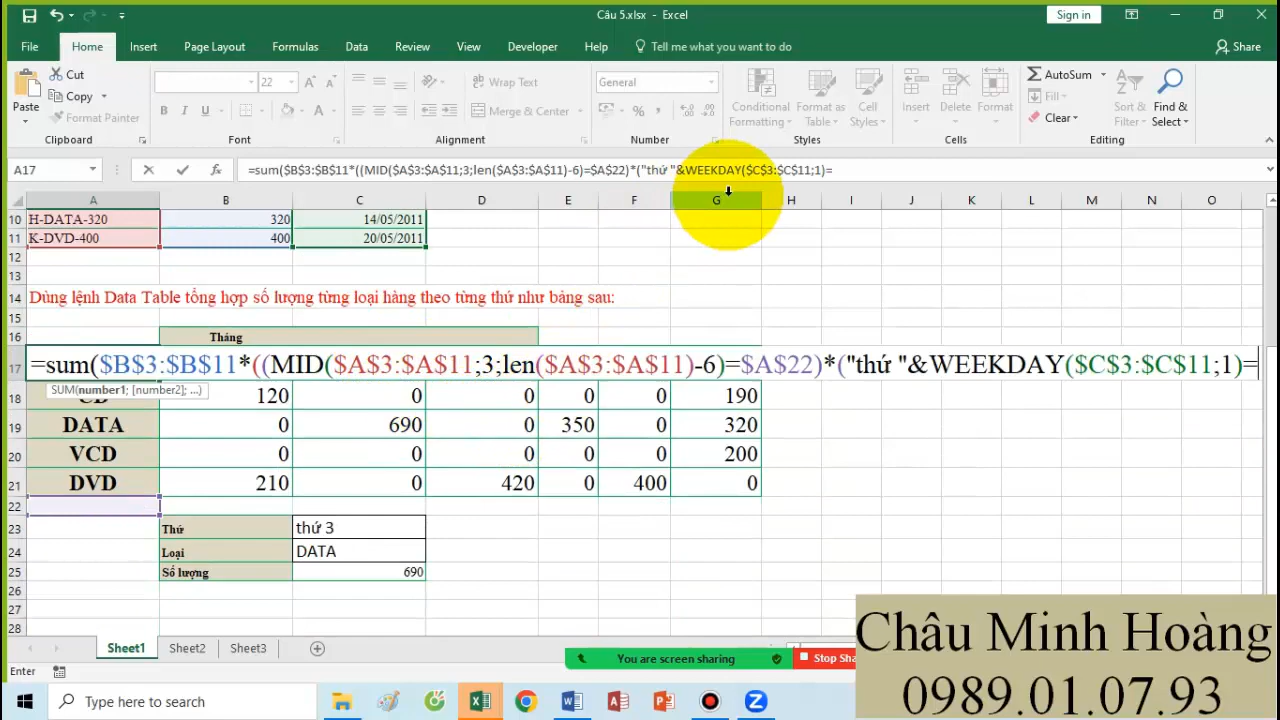 Câu 5.xlsx - Excel
Sign in
File Home Insert Page Layout Formulas Data Review View Developer Help Tell me what you want to do Share
Paste
Cut
Copy
Format Painter
22
Wrap Text
Merge & Center
General
Conditional Formatting
Format as Table
Cell Styles
Insert
Delete
Format
AutoSum
Fill
Clear
Sort & Filter
Find & Select
Clipboard Font Alignment Number Styles Cells Editing
A17 =sum($B$3:$B$11*((MID($A$3:$A$11;3;len($A$3:$A$11)-6)=$A$22)*("thứ "&WEEKDAY($C$3:$C$11;1)=
A B C D E F G H I J K L M N O
10 H-DATA-320 320 14/05/2011
11 K-DVD-400 400 20/05/2011
12
13
14 Dùng lệnh Data Table tổng hợp số lượng từng loại hàng theo từng thứ như bảng sau:
15
16 Tháng
17 =sum($B$3:$B$11*((MID($A$3:$A$11;3;len($A$3:$A$11)-6)=$A$22)*("thứ "&WEEKDAY($C$3:$C$11;1)=
SUM(number1; [number2]; ...)
18 120 0 0 0 0 190
19 DATA 0 690 0 350 0 320
20 VCD 0 0 0 0 0 200
21 DVD 210 0 420 0 400 0
22
23 Thứ thứ 3
24 Loại DATA
25 Số lượng 690
26
27
28
Sheet1 Sheet2 Sheet3
Enter
You are screen sharing
Stop Sha
Châu Minh Hoàng
0989.01.07.93
Type here to search